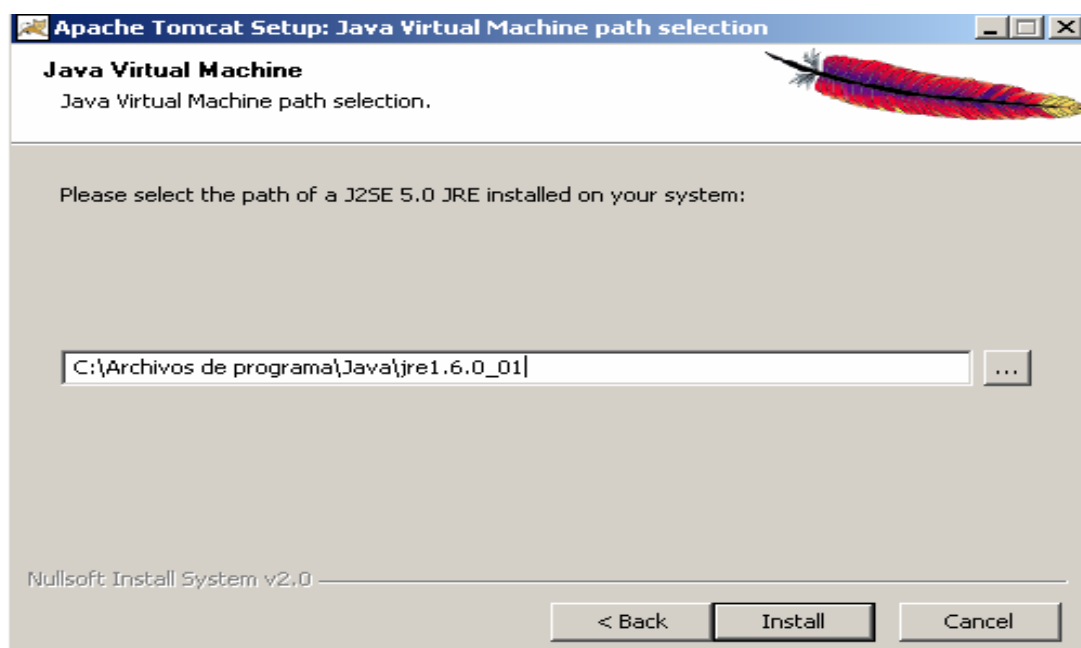 Apache Tomcat Setup: Java Virtual Machine path selection
Java Virtual Machine
Java Virtual Machine path selection.
Please select the path of a J2SE 5.0 JRE installed on your system:
C:\Archivos de programa\Java\jre1.6.0_01
...
Nullsoft Install System v2.0
< Back Install Cancel